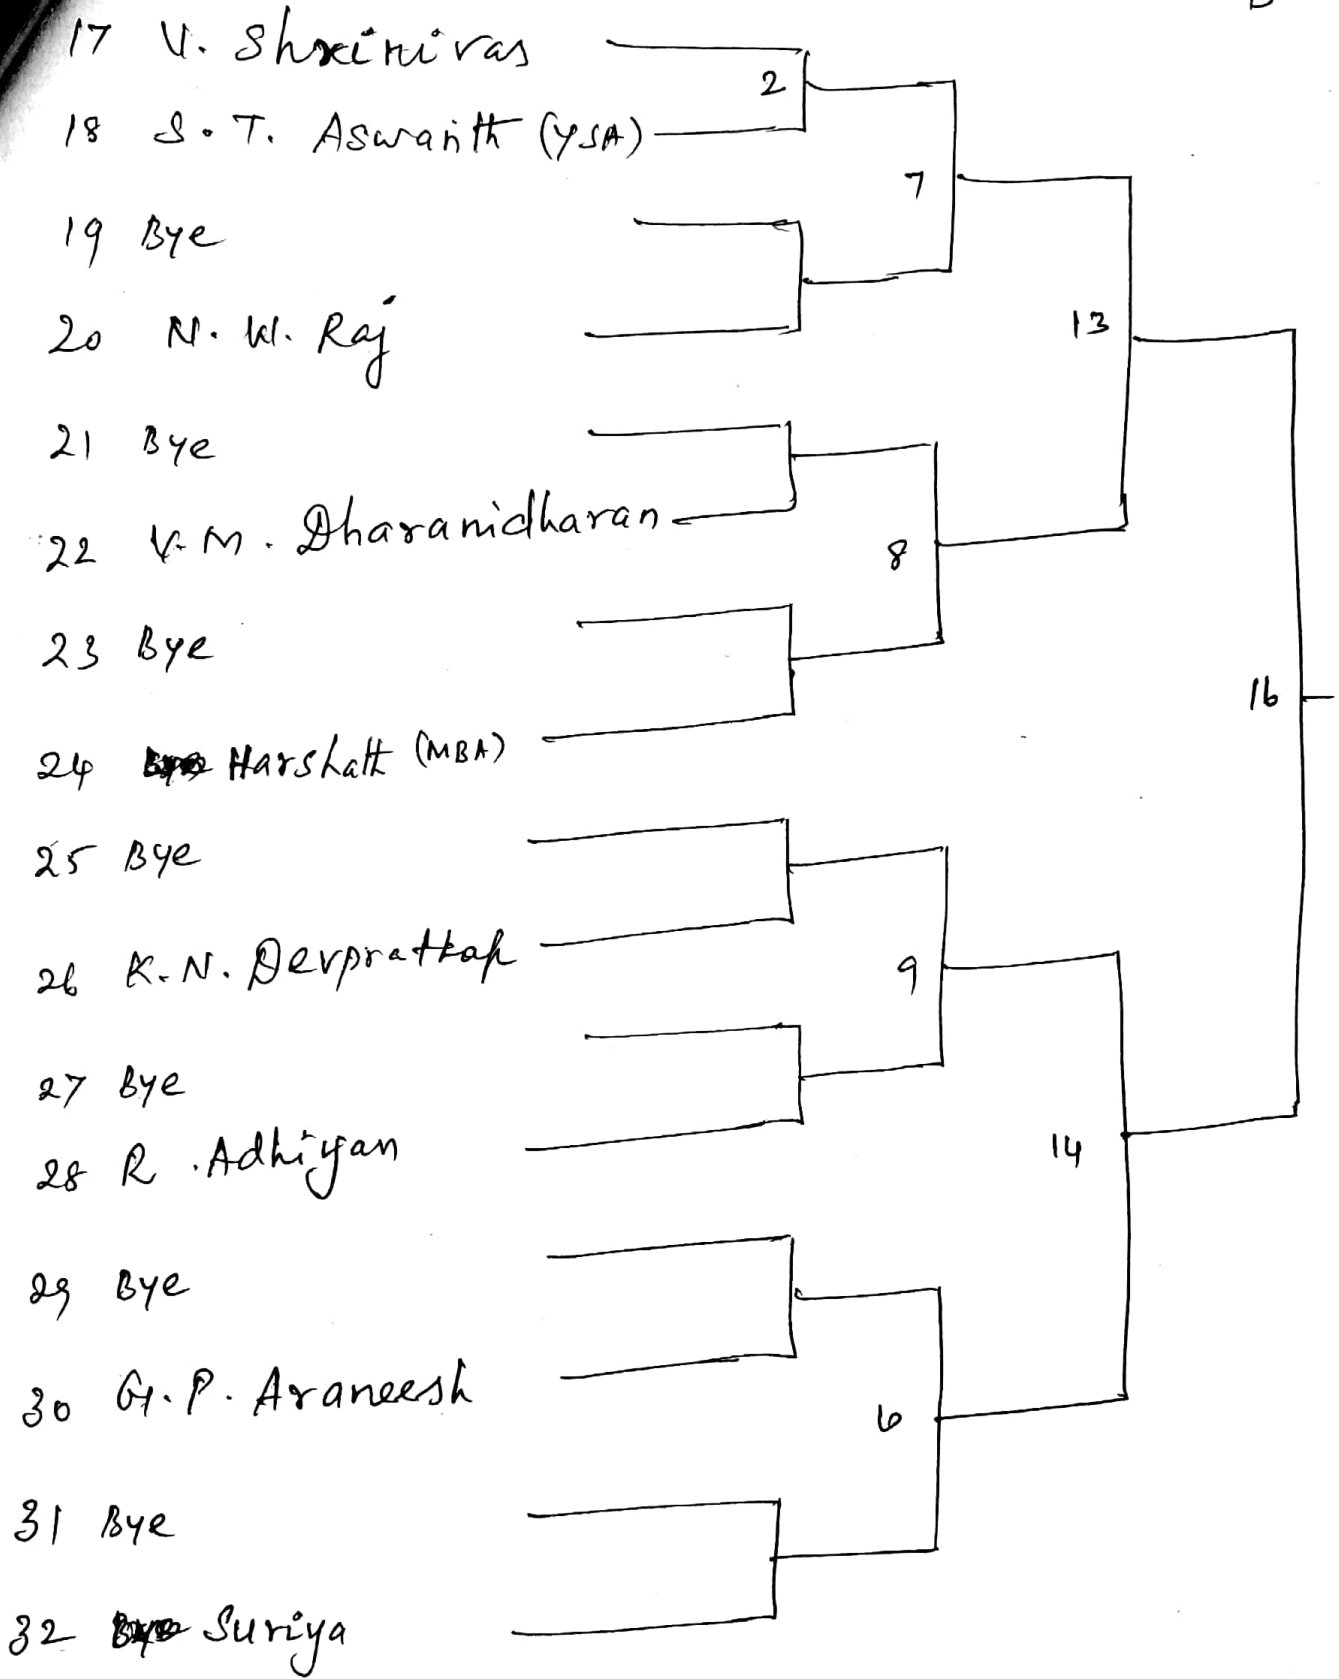 17 V. Shrinivas
2
18 S. T. Aswanth (YSA)
7
19 Bye
20 N. W. Raj
13
21 Bye
22 V. M. Dharanidharan
8
23 Bye
16
24 Harshatt (MBA)
25 Bye
26 K. N. Devprattap
9
27 Bye
28 R. Adhiyan
14
29 Bye
30 G. P. Araneesh
6
31 Bye
32 Suriya